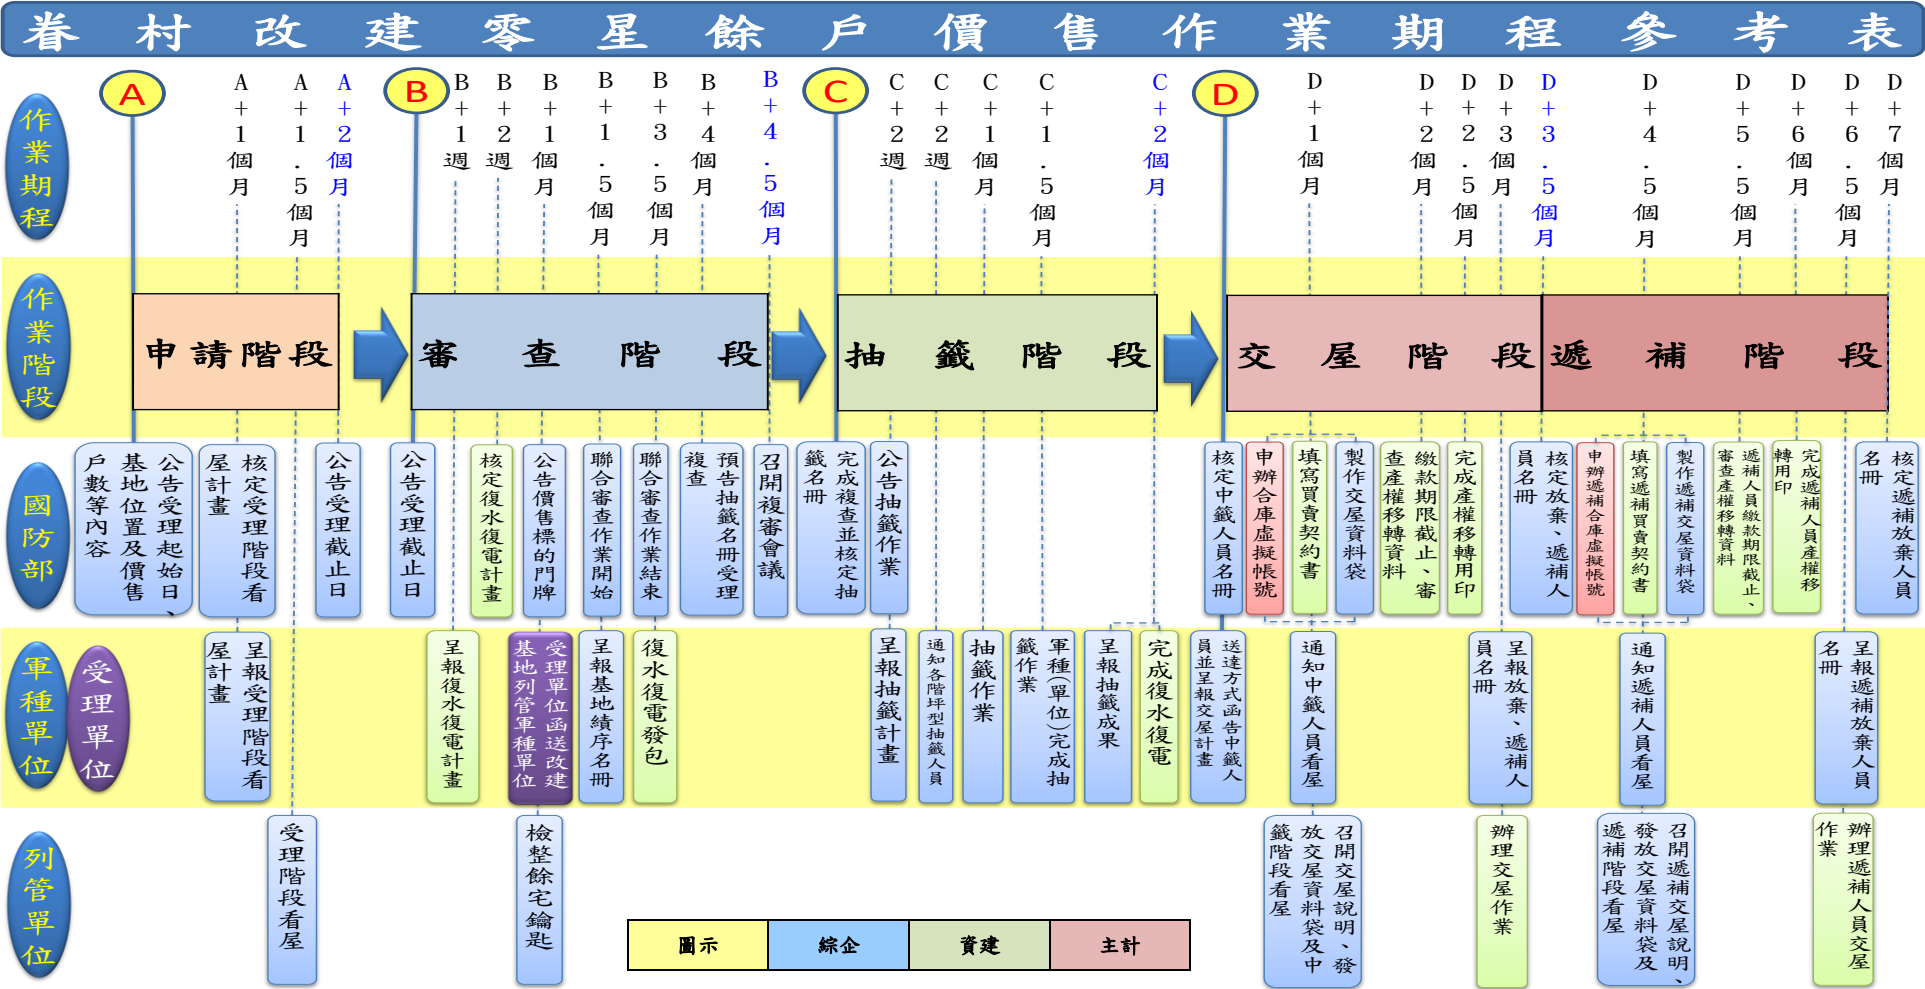 眷村改建零星餘戶價售作業期程參考表
作業期程
A
A+1個月
A+1.5個月
A+2個月
B
B+1週
B+2週
B+1個月
B+1.5個月
B+3.5個月
B+4個月
B+4.5個月
C
C+2週
C+2週
C+1個月
C+1.5個月
C+2個月
D
D+1個月
D+2個月
D+2.5個月
D+3個月
D+3.5個月
D+4.5個月
D+5.5個月
D+6個月
D+6.5個月
D+7個月
作業階段
申請階段
審查階段
抽籤階段
交屋階段
遞補階段
國防部
公告受理起始日、
基地位置及價售
戶數等內容
核定受理階段看
屋計畫
公告受理截止日
公告受理截止日
核定復水復電計畫
公告價售標的門牌
聯合審查作業開始
聯合審查作業結束
預告抽籤名冊受理
複查
召開複審會議
完成複查並核定抽
籤名冊
公告抽籤作業
核定中籤人員名冊
申辦合庫虛擬帳號
填寫買賣契約書
製作交屋資料袋
繳款期限截止、審
查產權移轉資料
完成產權移轉用印
核定放棄、遞補人
員名冊
申辦遞補合庫虛擬帳號
填寫遞補買賣契約書
製作遞補交屋資料袋
遞補人員繳款期限截止、
審查產權移轉資料
完成遞補人員產權移
轉用印
核定遞補放棄人員
名冊
軍種單位
受理單位
呈報受理階段看
屋計畫
呈報復水復電計畫
受理單位函送改建
基地列管軍種單位
呈報基地績序名冊
復水復電發包
呈報抽籤計畫
通知各階坪型抽籤人員
抽籤作業
軍種(單位)完成抽
籤作業
呈報抽籤成果
完成復水復電
送達方式函告中籤人
員並呈報交屋計畫
通知中籤人員看屋
呈報放棄、遞補人
員名冊
通知遞補人員看屋
呈報遞補放棄人員
名冊
列管單位
受理階段看屋
檢整餘宅鑰匙
召開交屋說明、發
放交屋資料袋及中
籤階段看屋
辦理交屋作業
召開遞補交屋說明、
發放交屋資料袋及
遞補階段看屋
辦理遞補人員交屋
作業
圖示
綜企
資建
主計